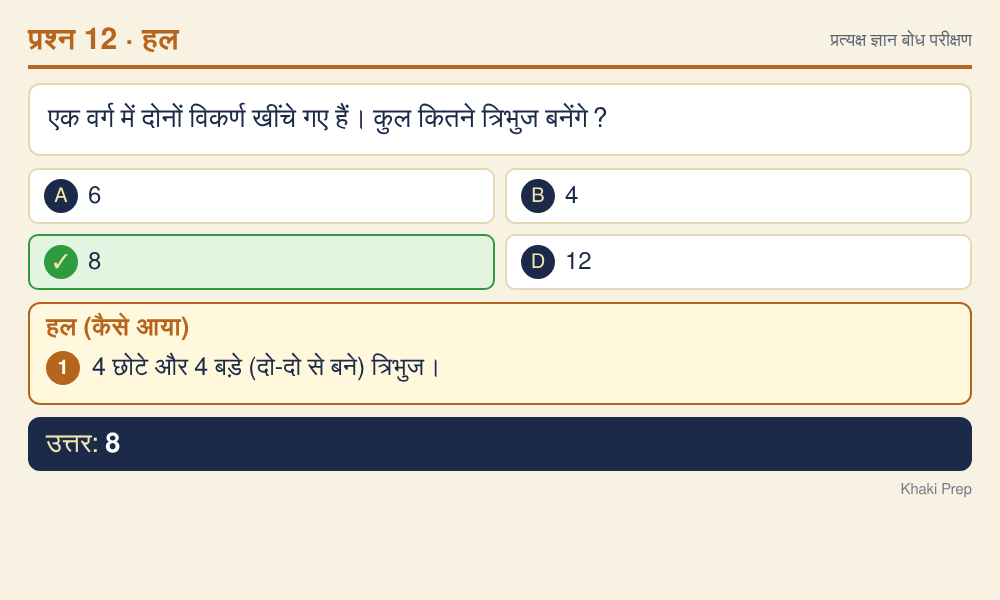 प्रश्न 12 · हल
प्रत्यक्ष ज्ञान बोध परीक्षण
एक वर्ग में दोनों विकर्ण खींचे गए हैं। कुल कितने त्रिभुज बनेंगे ?
A 6
B 4
✓ 8
D 12
हल (कैसे आया)
1 4 छोटे और 4 बड़े (दो-दो से बने) त्रिभुज।
उत्तर: 8
Khaki Prep